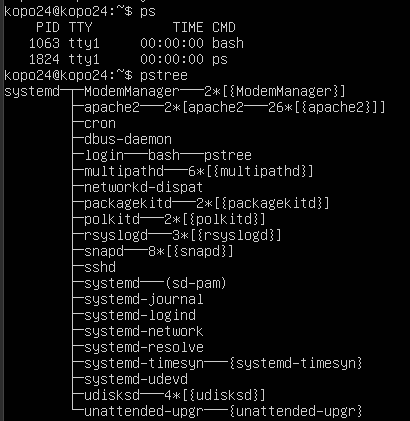 kopo24@kopo24:~$ ps
    PID TTY          TIME CMD
   1063 tty1     00:00:00 bash
   1824 tty1     00:00:00 ps
kopo24@kopo24:~$ pstree
systemd─┬─ModemManager───2*[{ModemManager}]
        ├─apache2───2*[apache2───26*[{apache2}]]
        ├─cron
        ├─dbus-daemon
        ├─login───bash───pstree
        ├─multipathd───6*[{multipathd}]
        ├─networkd-dispat
        ├─packagekitd───2*[{packagekitd}]
        ├─polkitd───2*[{polkitd}]
        ├─rsyslogd───3*[{rsyslogd}]
        ├─snapd───8*[{snapd}]
        ├─sshd
        ├─systemd───(sd-pam)
        ├─systemd-journal
        ├─systemd-logind
        ├─systemd-network
        ├─systemd-resolve
        ├─systemd-timesyn───{systemd-timesyn}
        ├─systemd-udevd
        ├─udisksd───4*[{udisksd}]
        └─unattended-upgr───{unattended-upgr}